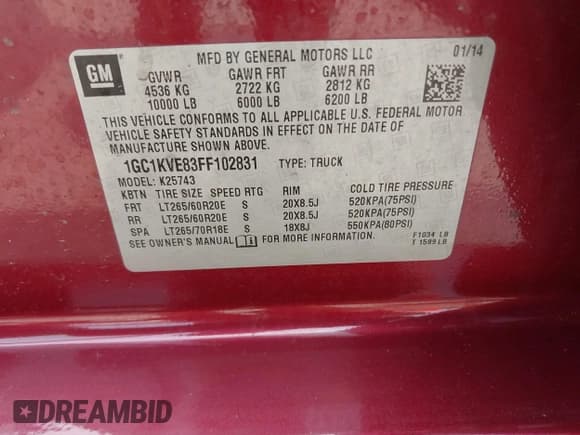 GM
MFD BY GENERAL MOTORS LLC 01/14
GVWR GAWR FRT GAWR RR
4536 KG 2722 KG 2812 KG
10000 LB 6000 LB 6200 LB
THIS VEHICLE CONFORMS TO ALL APPLICABLE U.S. FEDERAL MOTOR
VEHICLE SAFETY STANDARDS IN EFFECT ON THE DATE OF
MANUFACTURE SHOWN ABOVE.
1GC1KVE83FF102831 TYPE: TRUCK
MODEL: K25743
KBTN TIRE SIZE SPEED RTG RIM COLD TIRE PRESSURE
FRT LT265/60R20E S 20X8.5J 520KPA(75PSI)
RR LT265/60R20E S 20X8.5J 520KPA(75PSI)
SPA LT265/70R18E S 18X8J 550KPA(80PSI)
SEE OWNER'S MANUAL FOR MORE INFORMATION.
F1034 LB
T 1589 LB
DREAMBID